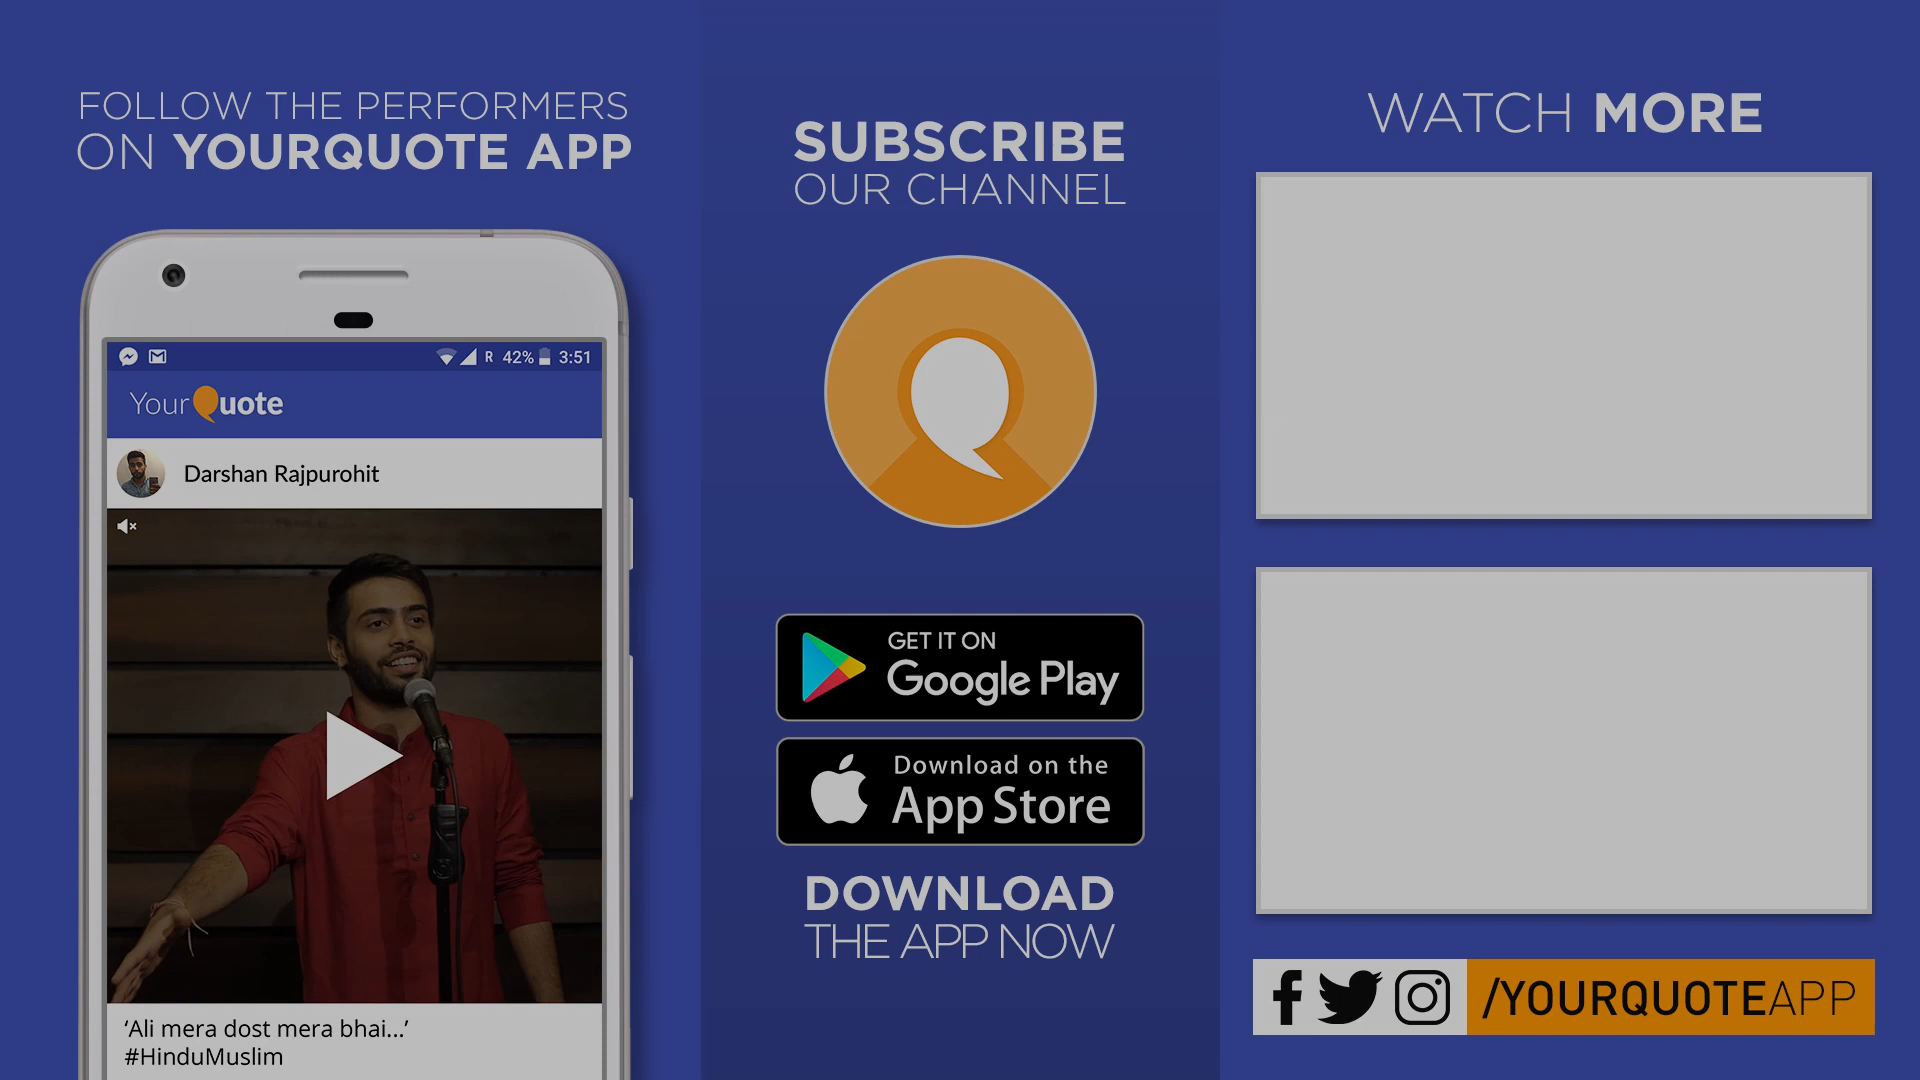 FOLLOW THE PERFORMERS
ON YOURQUOTE APP
R 42% 3:51
YourQuote
Darshan Rajpurohit
‘Ali mera dost mera bhai...’
#HinduMuslim
SUBSCRIBE
OUR CHANNEL
GET IT ON
Google Play
Download on the
App Store
DOWNLOAD
THE APP NOW
WATCH MORE
/YOURQUOTEAPP